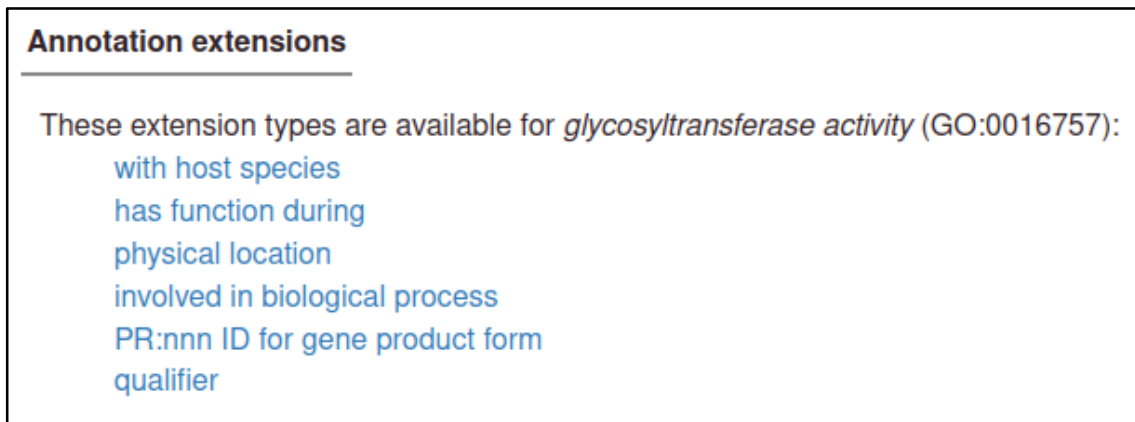 Annotation extensions
These extension types are available for glycosyltransferase activity (GO:0016757):
with host species
has function during
physical location
involved in biological process
PR:nnn ID for gene product form
qualifier